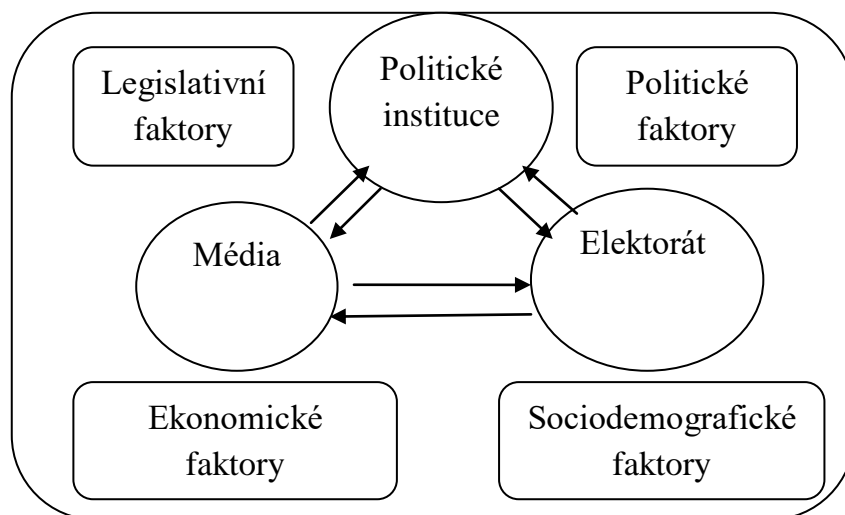 Legislativní
faktory
Politické
instituce
Politické
faktory
Média
Elektorát
Ekonomické
faktory
Sociodemografické
faktory